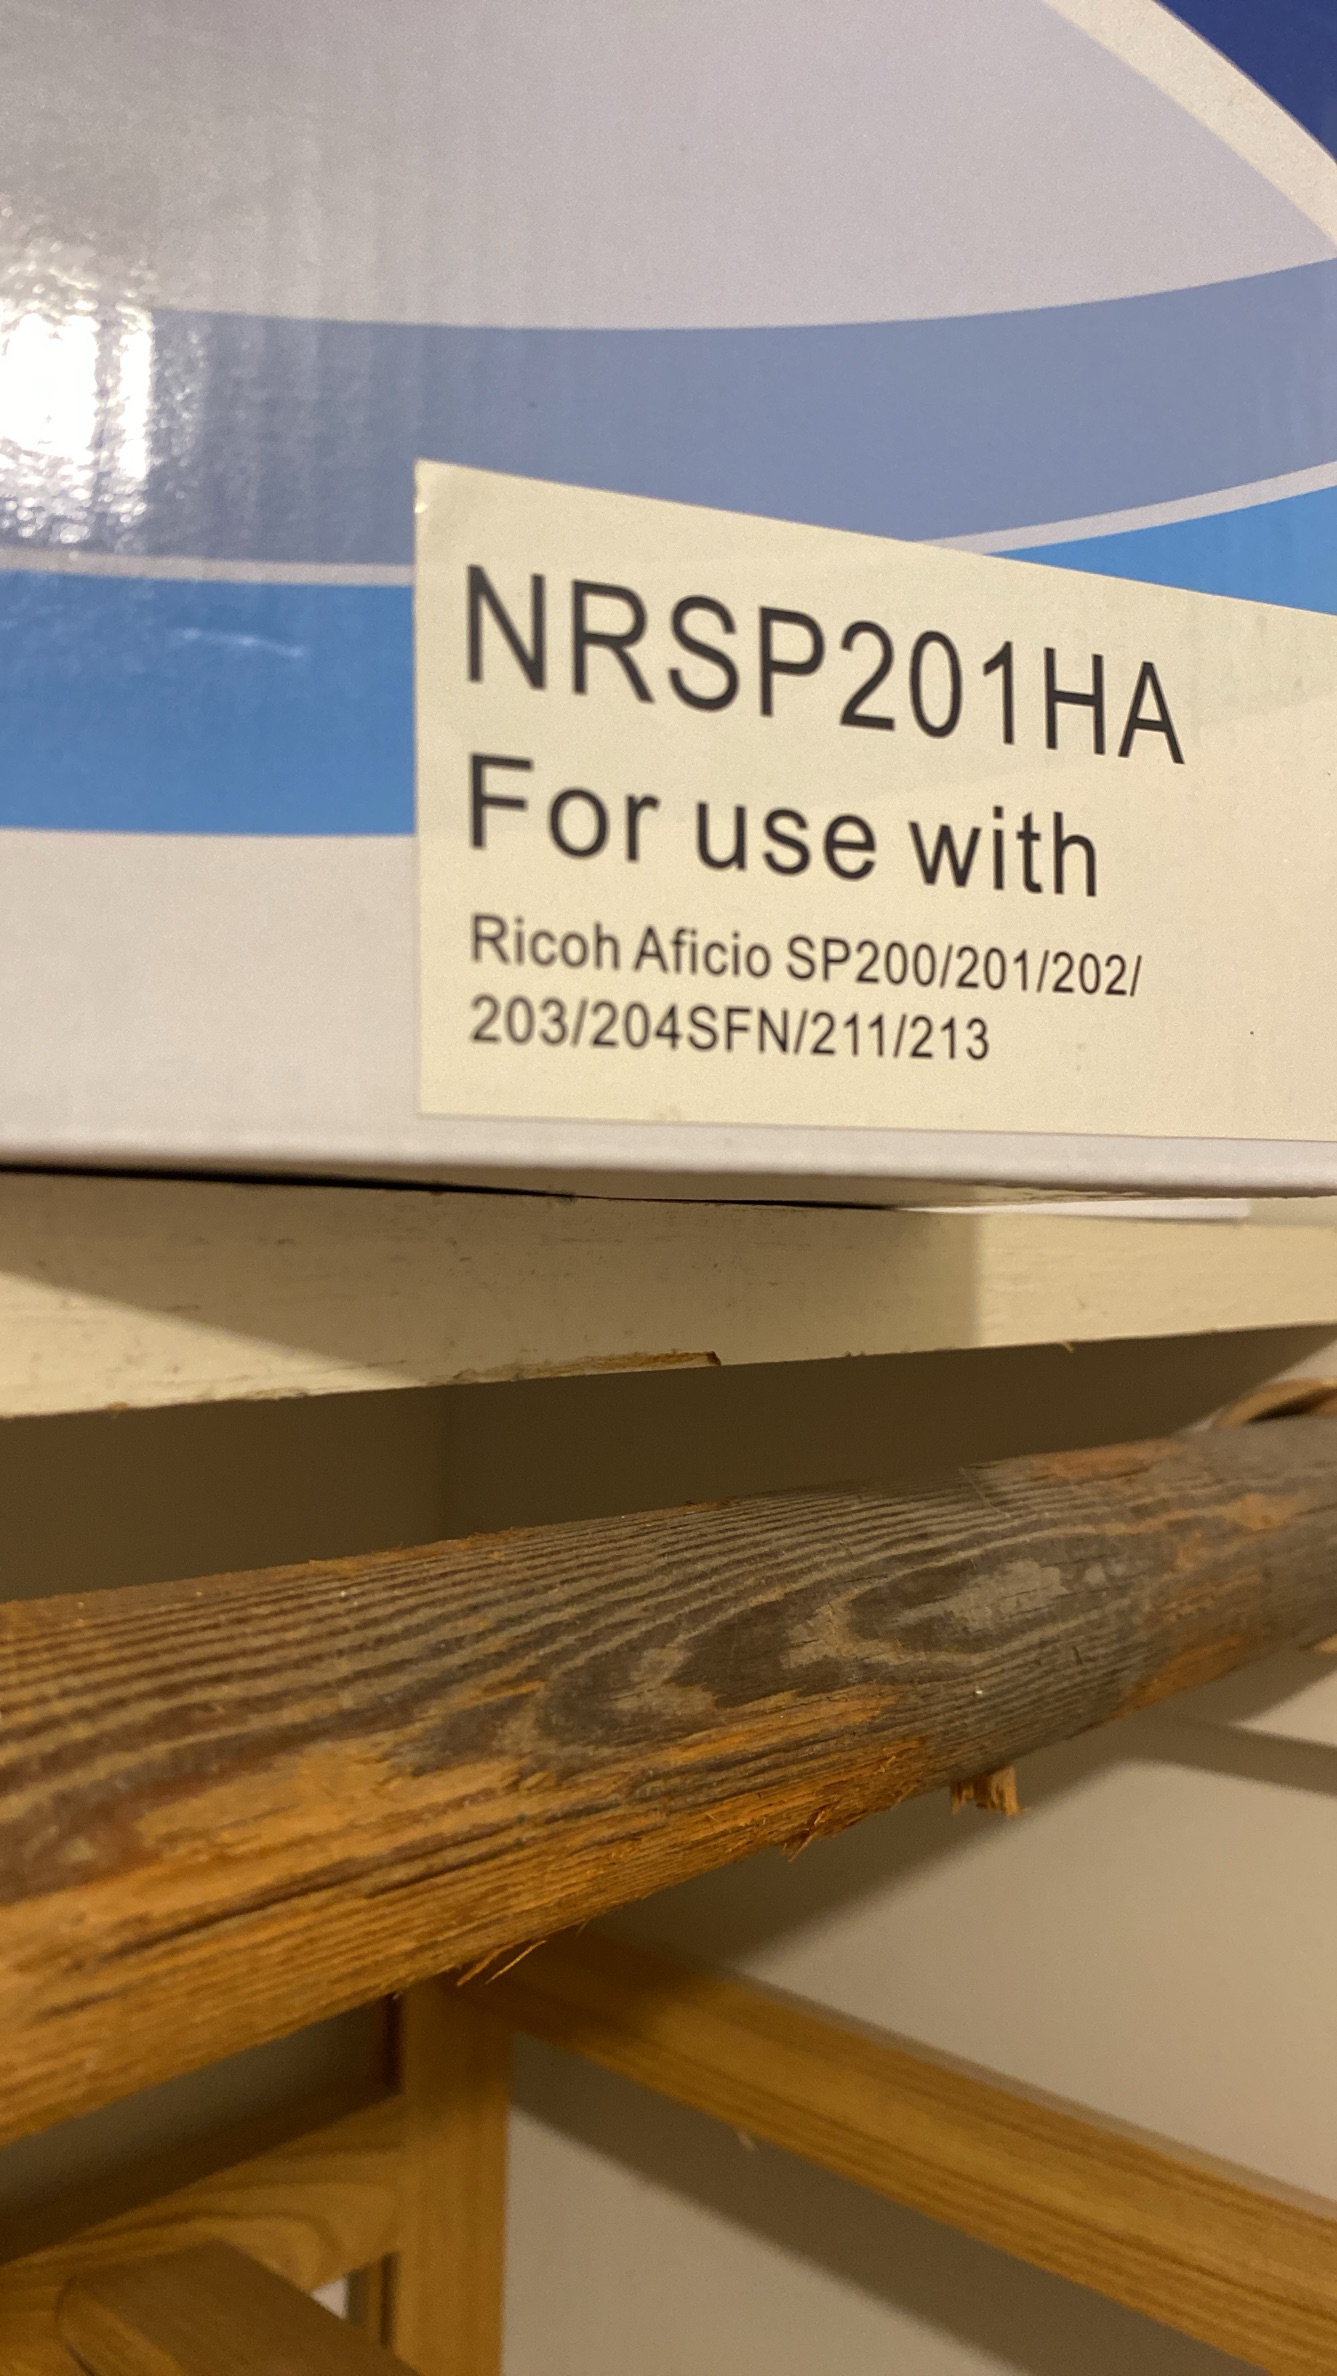 NRSP201HA
For use with
Ricoh Aficio SP200/201/202/
203/204SFN/211/213